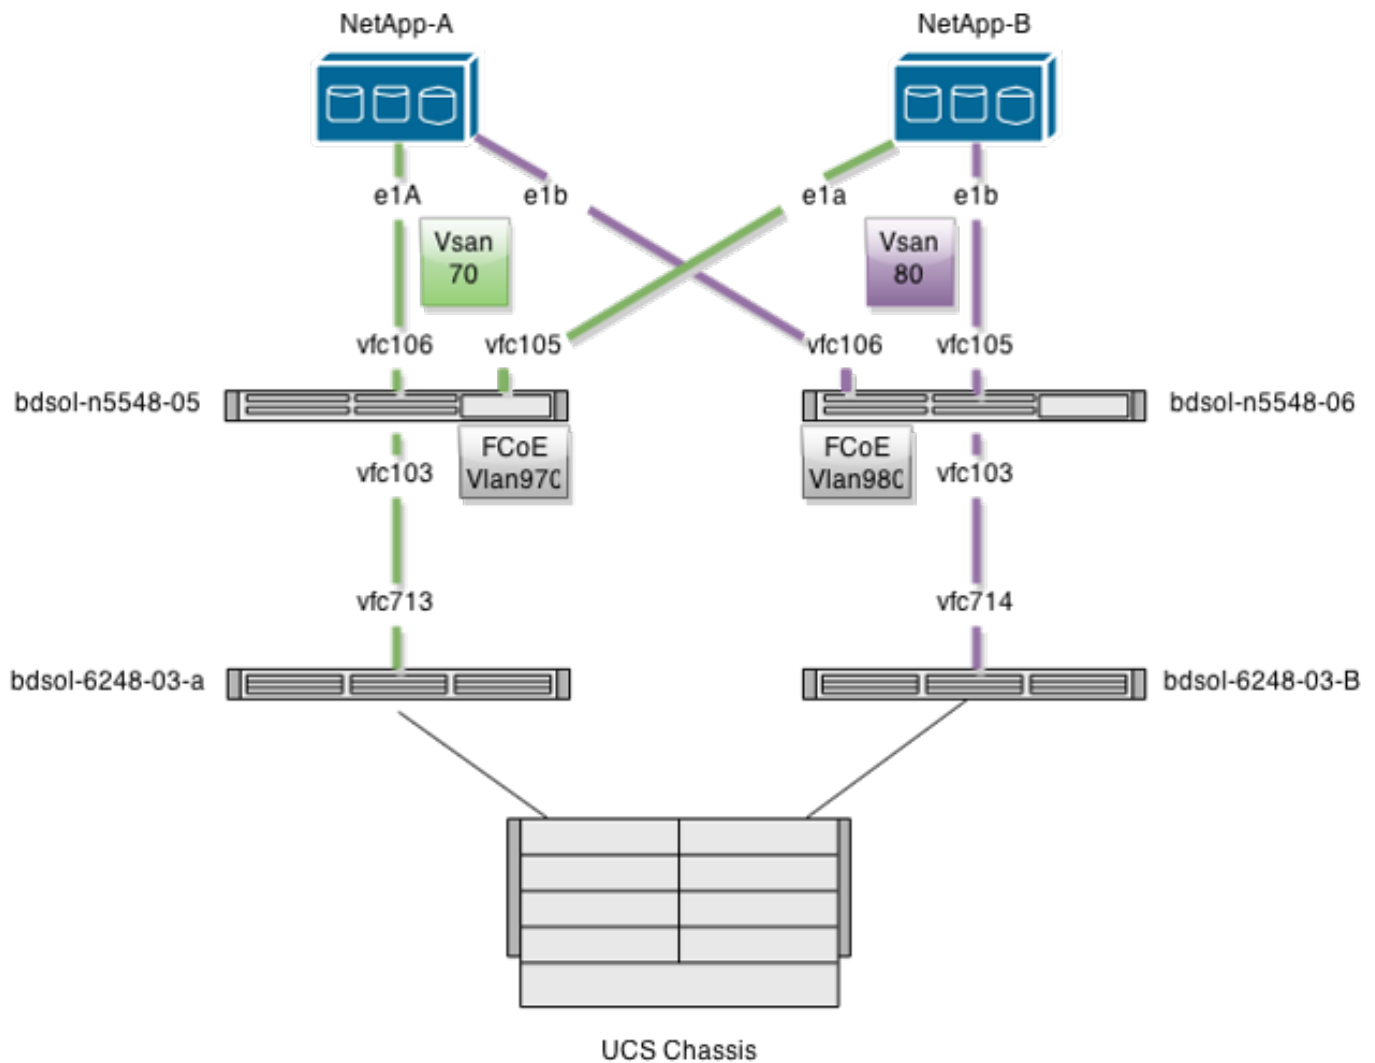 NetApp-A
NetApp-B
e1A
e1b
e1a
e1b
Vsan
70
Vsan
80
vfc106
vfc105
vfc106
vfc105
bdsol-n5548-05
bdsol-n5548-06
FCoE
Vlan970
FCoE
Vlan980
vfc103
vfc103
vfc713
vfc714
bdsol-6248-03-a
bdsol-6248-03-B
UCS Chassis